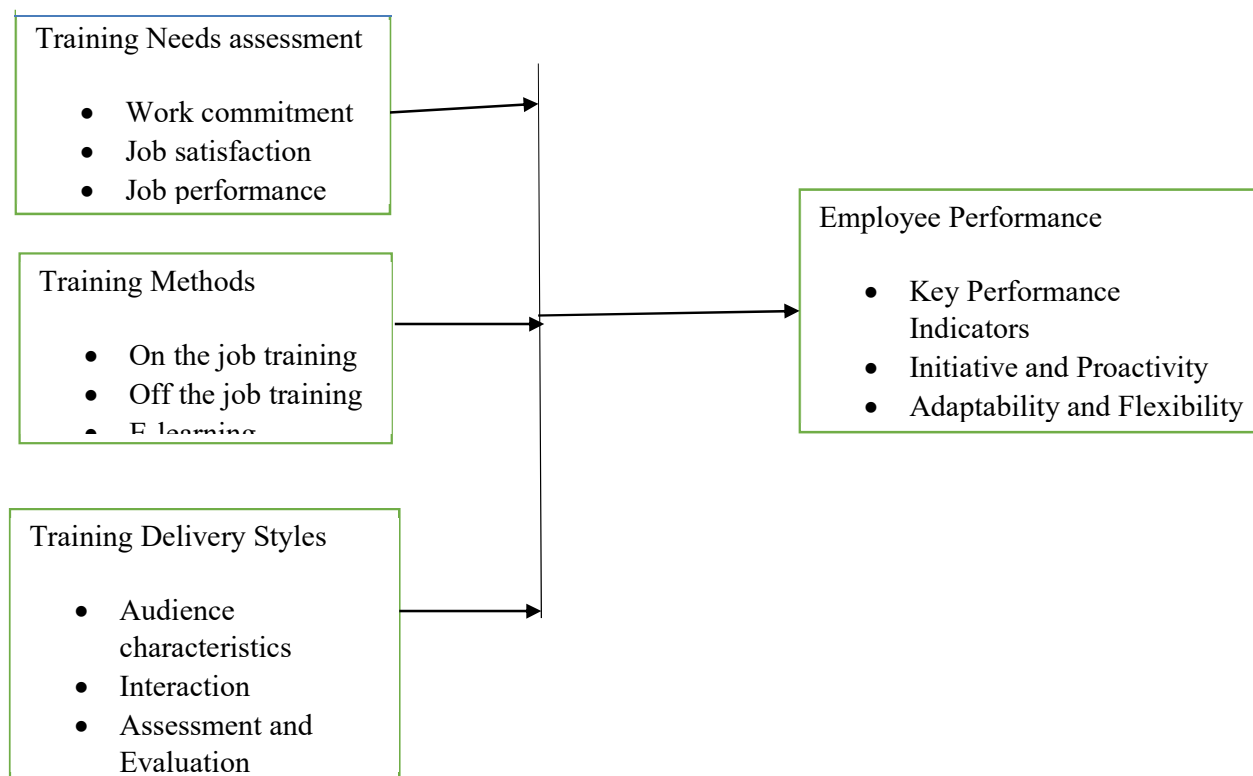 Training Needs assessment
• Work commitment
• Job satisfaction
• Job performance
Training Methods
• On the job training
• Off the job training
• E-learning
Training Delivery Styles
• Audience
characteristics
• Interaction
• Assessment and
Evaluation
Employee Performance
• Key Performance
Indicators
• Initiative and Proactivity
• Adaptability and Flexibility